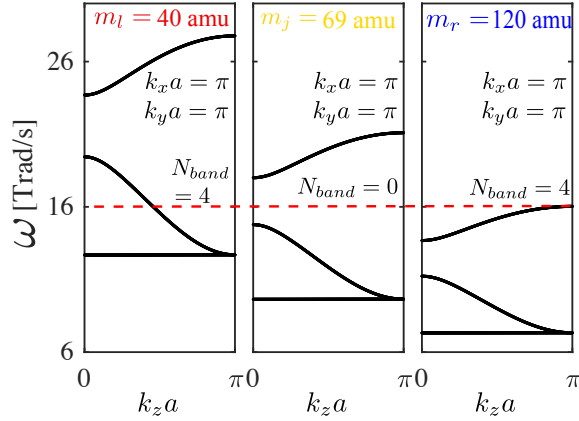 m_l = 40 amu
m_j = 69 amu
m_r = 120 amu
26
16
6
ω [Trad/s]
k_x a = π
k_y a = π
k_x a = π
k_y a = π
k_x a = π
k_y a = π
N_band
= 4
N_band = 0
N_band = 4
0
π
0
π
0
π
k_z a
k_z a
k_z a